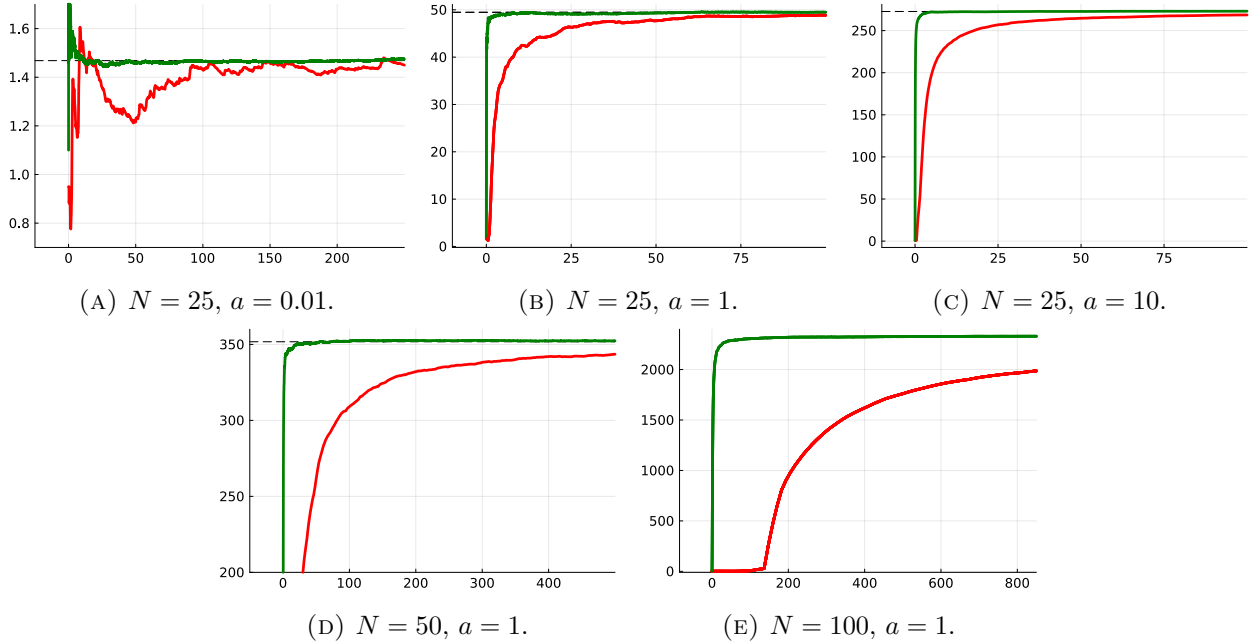 1.6
1.4
1.2
1.0
0.8
0 50 100 150 200
50
40
30
20
10
0
0 25 50 75
250
200
150
100
50
0
0 25 50 75
(A) N = 25, a = 0.01.
(B) N = 25, a = 1.
(C) N = 25, a = 10.
350
300
250
200
0 100 200 300 400
2000
1500
1000
500
0
0 200 400 600 800
(D) N = 50, a = 1.
(E) N = 100, a = 1.